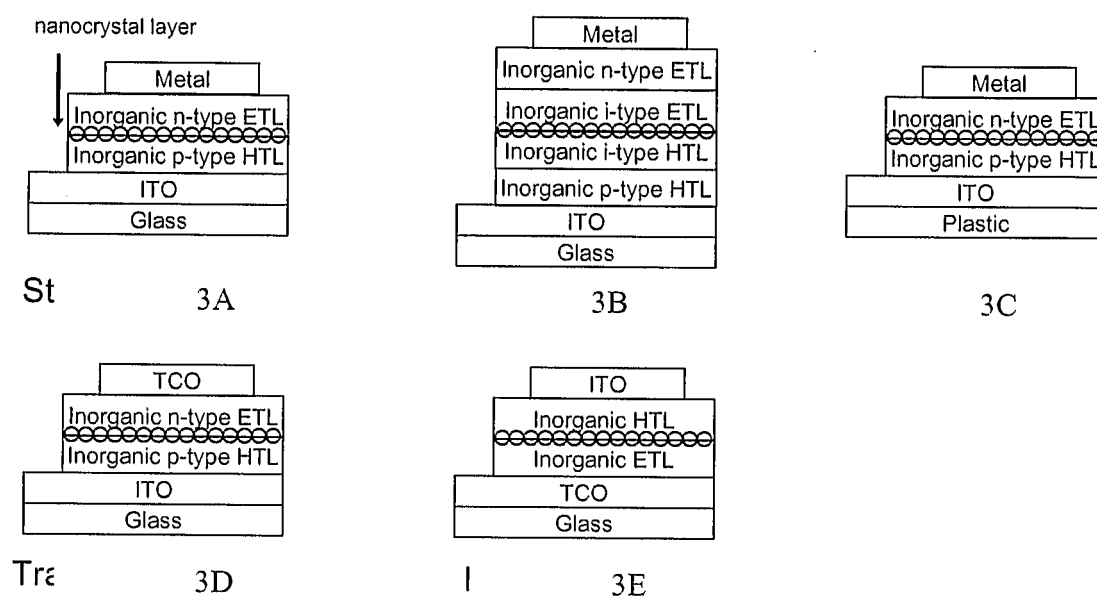 nanocrystal layer
Metal
Inorganic n-type ETL
Inorganic p-type HTL
ITO
Glass
3A
Metal
Inorganic n-type ETL
Inorganic i-type ETL
Inorganic i-type HTL
Inorganic p-type HTL
ITO
Glass
3B
Metal
Inorganic n-type ETL
Inorganic p-type HTL
ITO
Plastic
3C
TCO
Inorganic n-type ETL
Inorganic p-type HTL
ITO
Glass
3D
ITO
Inorganic HTL
Inorganic ETL
TCO
Glass
3E